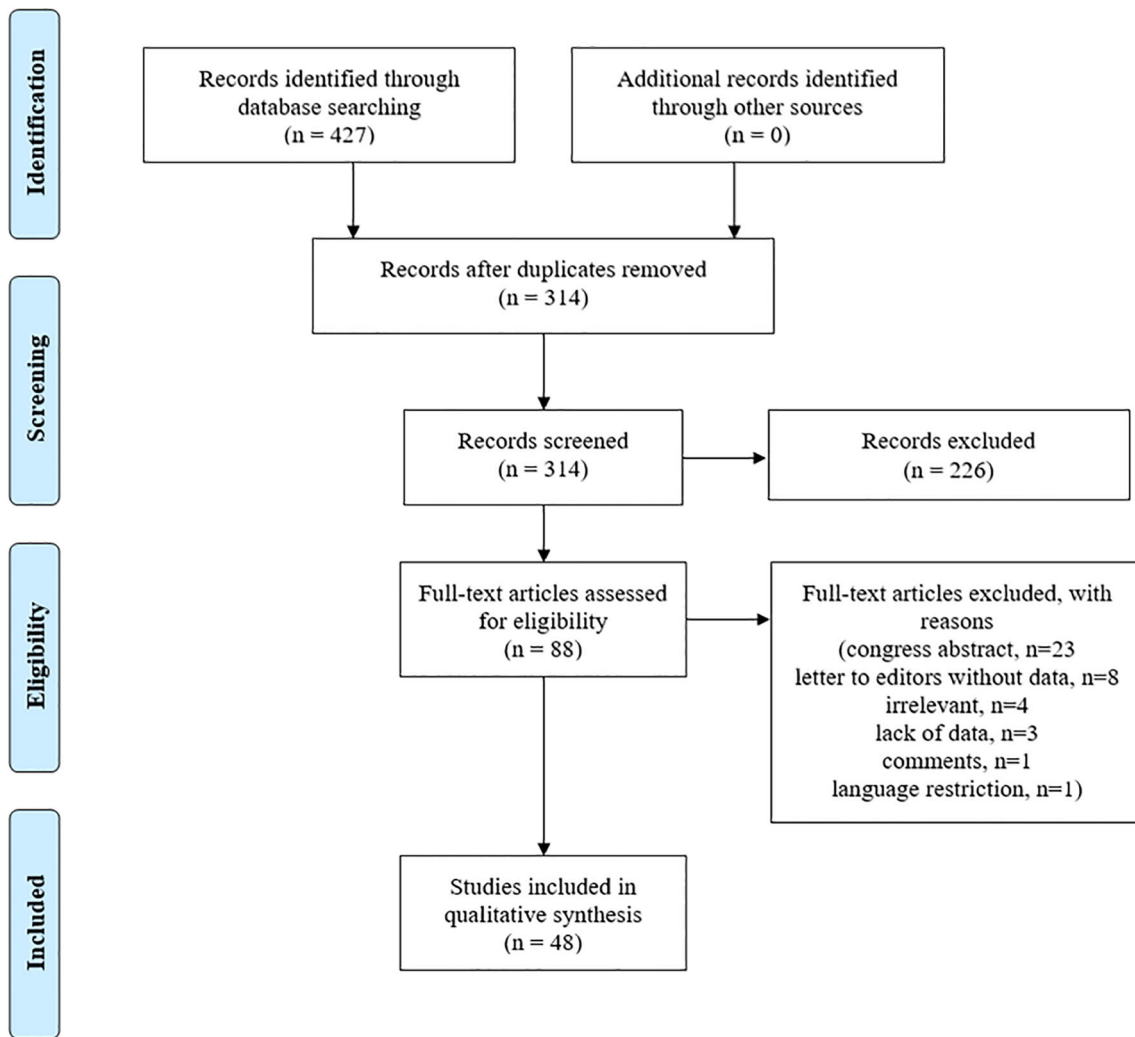 Identification
Records identified through
database searching
(n = 427)
Additional records identified
through other sources
(n = 0)
Records after duplicates removed
(n = 314)
Screening
Records screened
(n = 314)
Records excluded
(n = 226)
Eligibility
Full-text articles assessed
for eligibility
(n = 88)
Full-text articles excluded, with
reasons
(congress abstract, n=23
letter to editors without data, n=8
irrelevant, n=4
lack of data, n=3
comments, n=1
language restriction, n=1)
Included
Studies included in
qualitative synthesis
(n = 48)